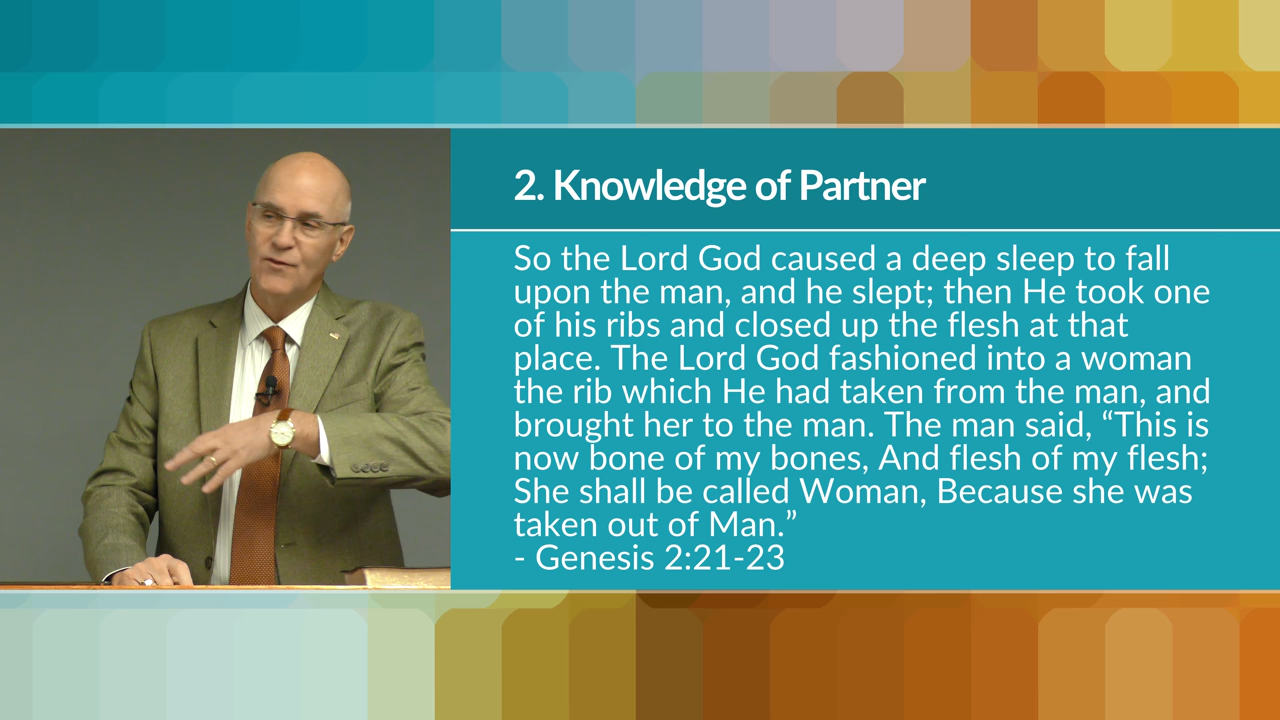 2. Knowledge of Partner
So the Lord God caused a deep sleep to fall
upon the man, and he slept; then He took one
of his ribs and closed up the flesh at that
place. The Lord God fashioned into a woman
the rib which He had taken from the man, and
brought her to the man. The man said, “This is
now bone of my bones, And flesh of my flesh;
She shall be called Woman, Because she was
taken out of Man.”
- Genesis 2:21-23